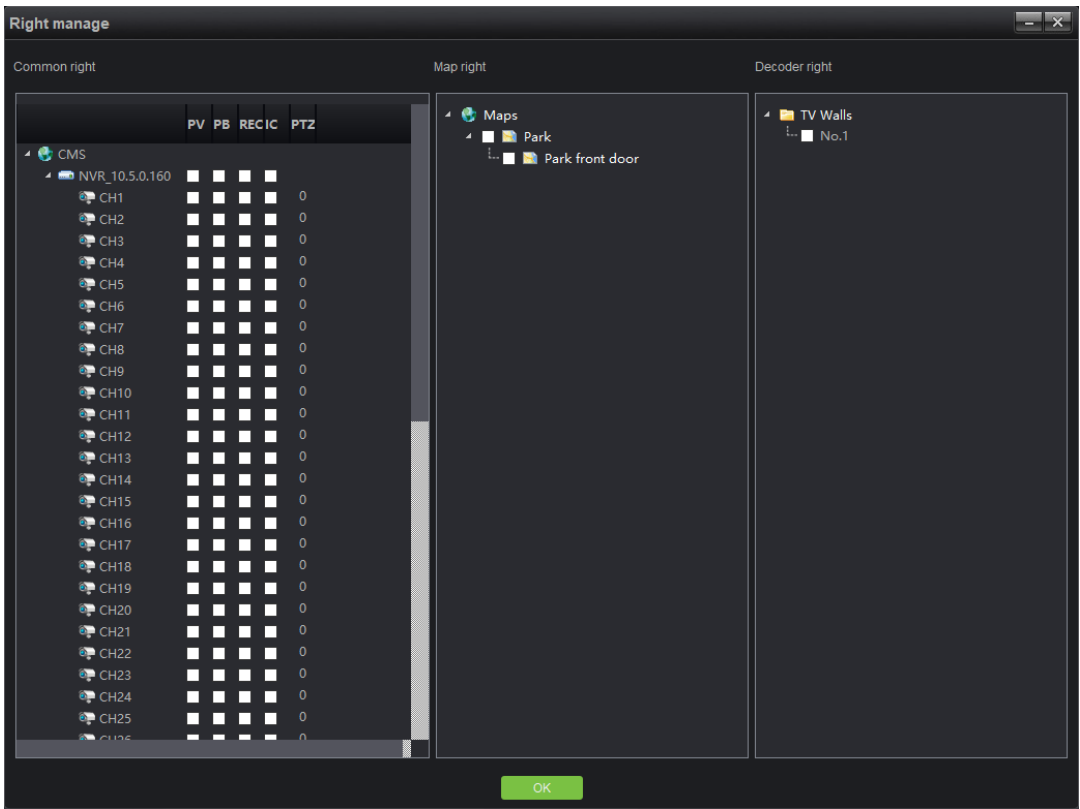 Right manage
Common right
Map right
Decoder right
PV PB REC IC PTZ
CMS
NVR_10.5.0.160
CH1 0
CH2 0
CH3 0
CH4 0
CH5 0
CH6 0
CH7 0
CH8 0
CH9 0
CH10 0
CH11 0
CH12 0
CH13 0
CH14 0
CH15 0
CH16 0
CH17 0
CH18 0
CH19 0
CH20 0
CH21 0
CH22 0
CH23 0
CH24 0
CH25 0
CH26 0
Maps
Park
Park front door
TV Walls
No.1
OK